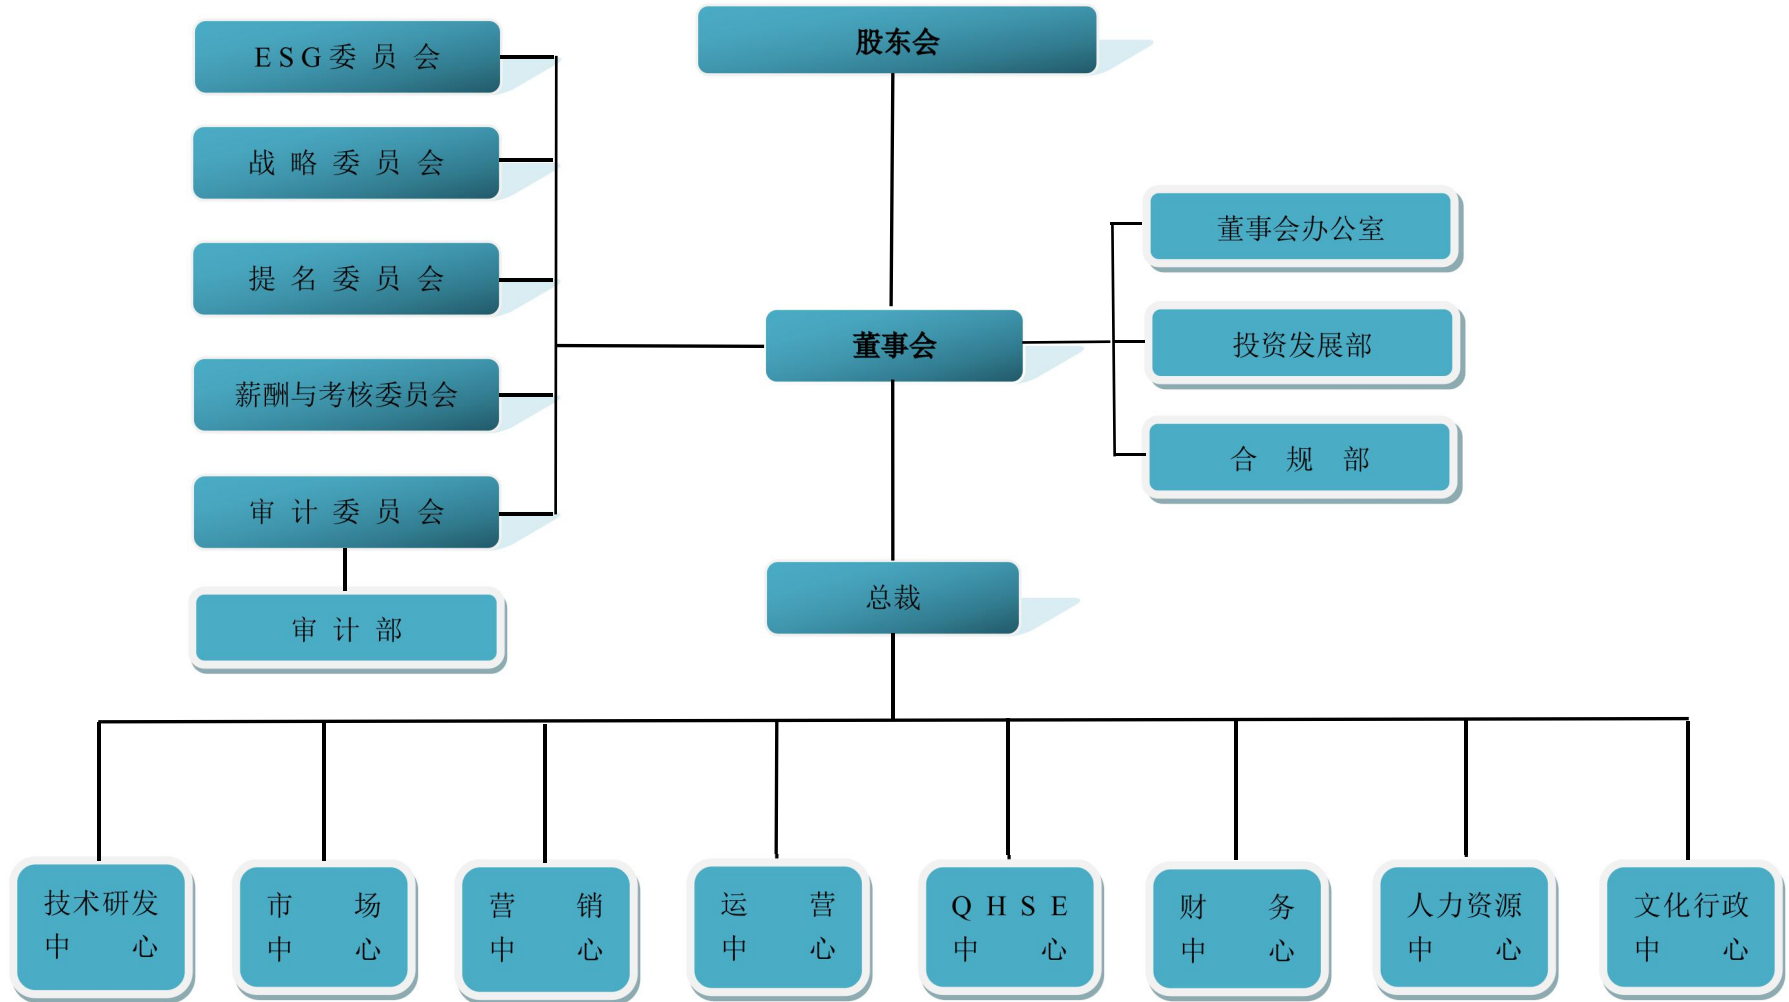 股东会
ESG委员会
战略委员会
提名委员会
薪酬与考核委员会
审计委员会
审计部
董事会
董事会办公室
投资发展部
合规部
总裁
技术研发
中心
市场
中心
营销
中心
运营
中心
QHSE
中心
财务
中心
人力资源
中心
文化行政
中心